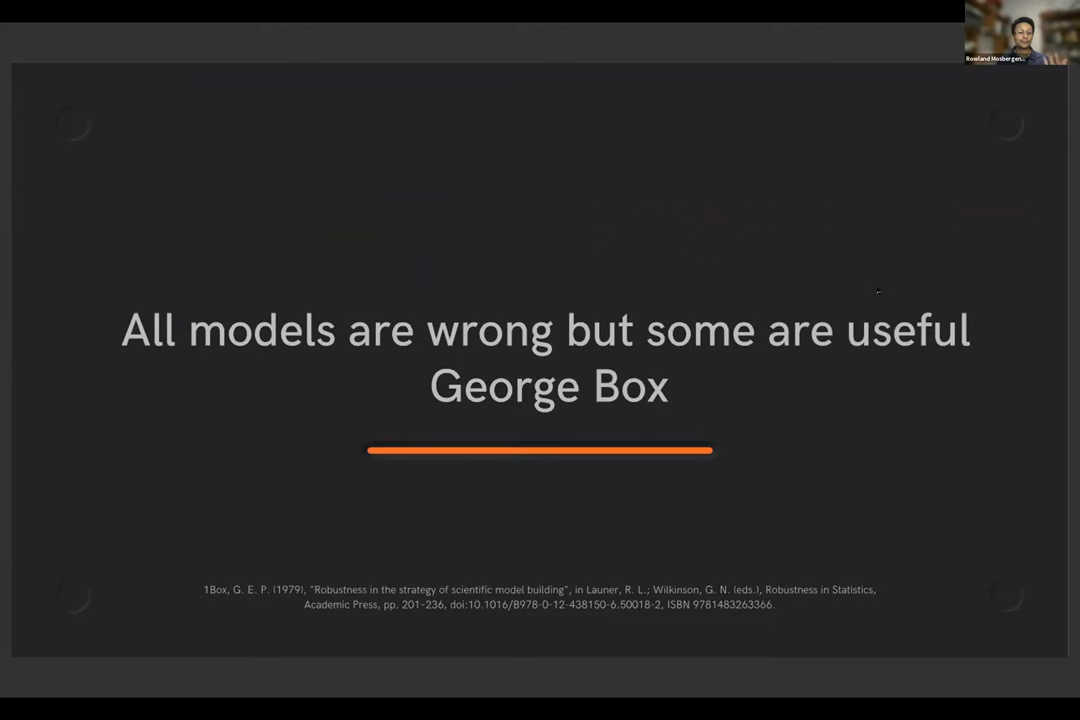 Rowland Mosbergen...
All models are wrong but some are useful
George Box
1Box, G. E. P. (1979), "Robustness in the strategy of scientific model building", in Launer, R. L.; Wilkinson, G. N. (eds.), Robustness in Statistics,
Academic Press, pp. 201-236, doi:10.1016/B978-0-12-438150-6.50018-2, ISBN 9781483263366.